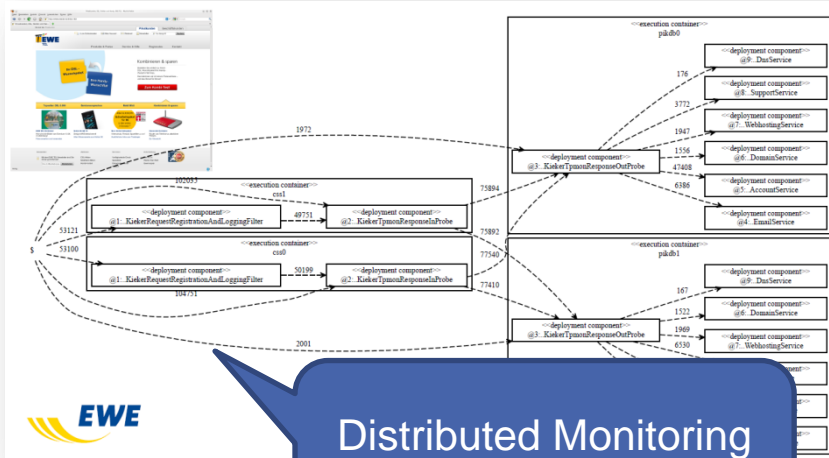 EWE
Kombinieren & sparen
<<execution container>>
pikdb0
<<deployment component>>
@9:..DnsService
176
<<deployment component>>
@8:..SupportService
3772
<<deployment component>>
@7:..WebhostingService
1947
1972
<<deployment component>>
@3:..KiekerTpmonResponseOutProbe
1556
<<deployment component>>
@6:..DomainService
47408
<<deployment component>>
@5:..AccountService
6386
<<deployment component>>
@4:..EmailService
102035
<<execution container>>
css1
75894
<<deployment component>>
@1:..KiekerRequestRegistrationAndLoggingFilter
49751
<<deployment component>>
@2:..KiekerTpmonResponseInProbe
53121
75892
$
53100
<<execution container>>
css0
77540
<<execution container>>
pikdb1
<<deployment component>>
@1:..KiekerRequestRegistrationAndLoggingFilter
50199
<<deployment component>>
@2:..KiekerTpmonResponseInProbe
77410
104751
167
<<deployment component>>
@9:..DnsService
1522
<<deployment component>>
@6:..DomainService
<<deployment component>>
@3:..KiekerTpmonResponseOutProbe
1969
<<deployment component>>
@7:..WebhostingService
6530
2001
EWE
Distributed Monitoring